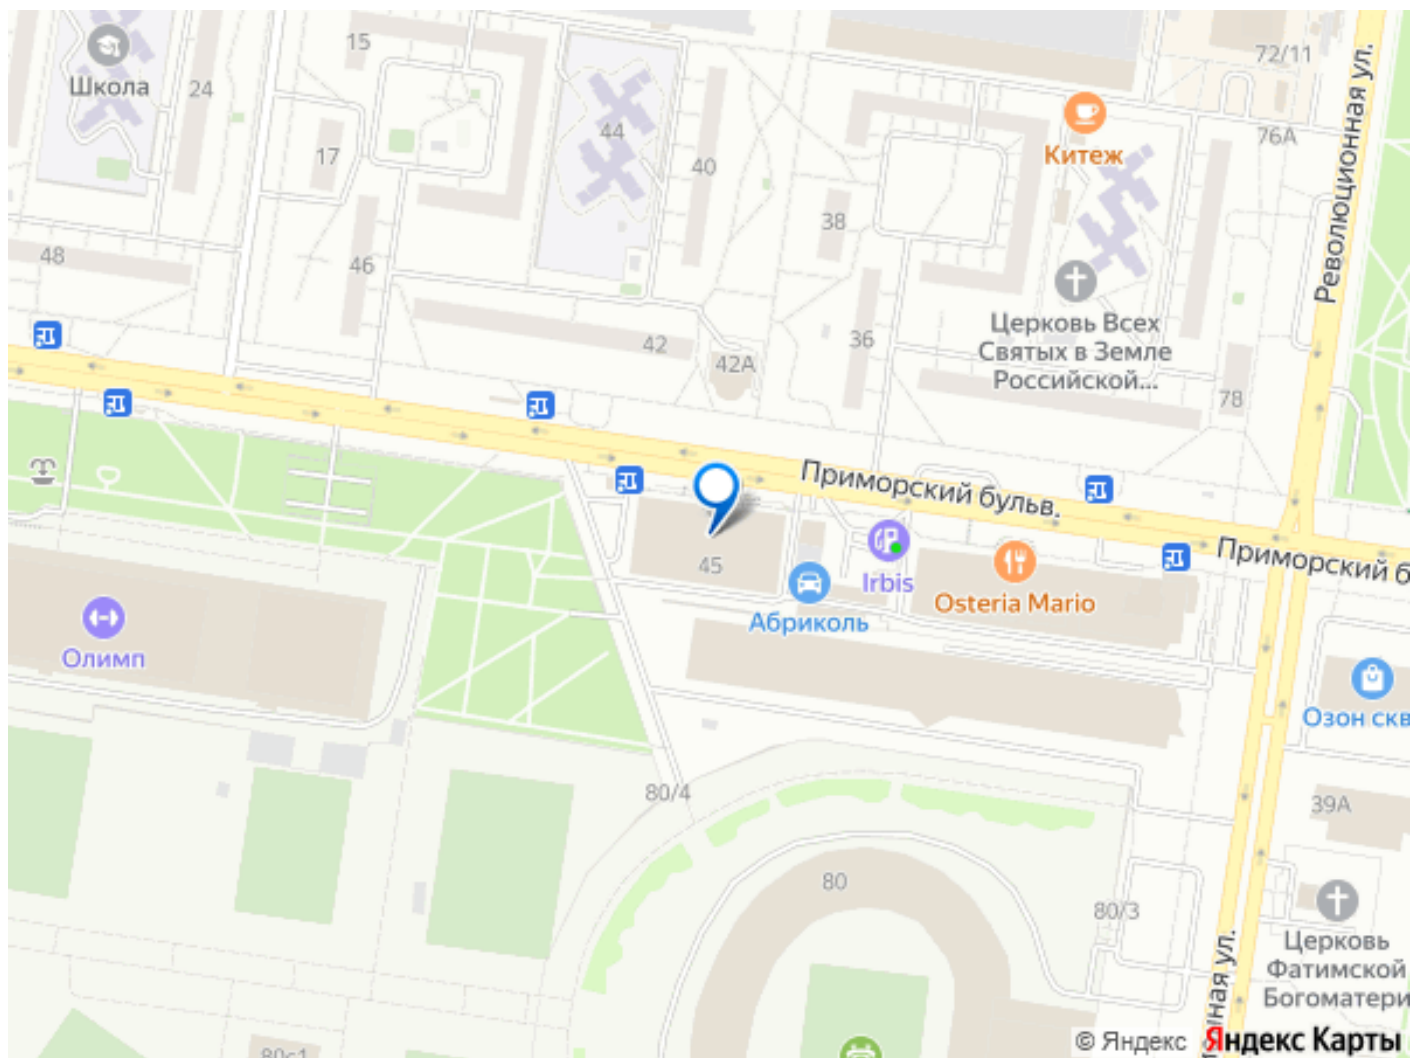 15
72/11
Школа
24
Революционная ул.
44
76А
17
Китеж
40
38
48
46
Церковь Всех
Святых в Земле
Российской...
36
42
42А
78
Приморский бульв.
Приморский б
45
Irbis
Osteria Mario
Абриколь
Олимп
Озон скв
80/4
39А
80
80/3
Церковь
Фатимской
Богоматери
нная ул.
80с1
© Яндекс
Яндекс Карты